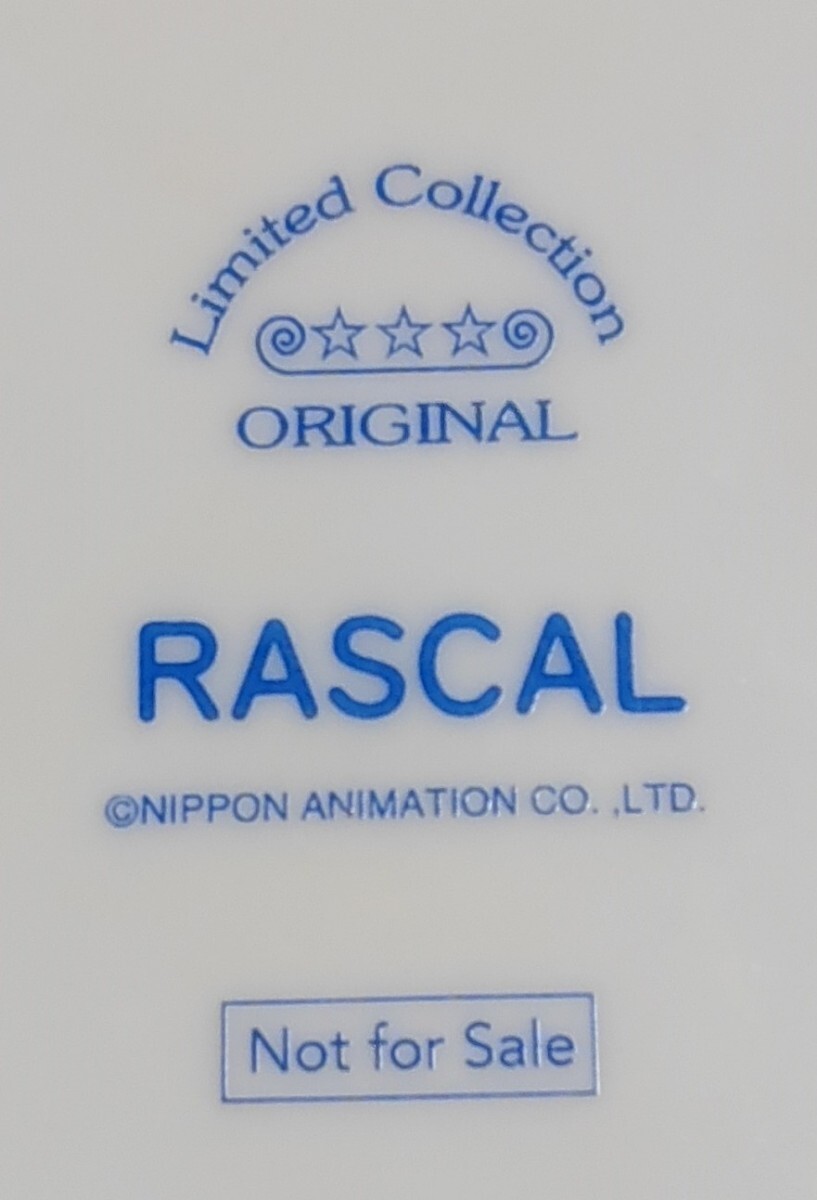 Limited Collection
ORIGINAL
RASCAL
©NIPPON ANIMATION CO. ,LTD.
Not for Sale